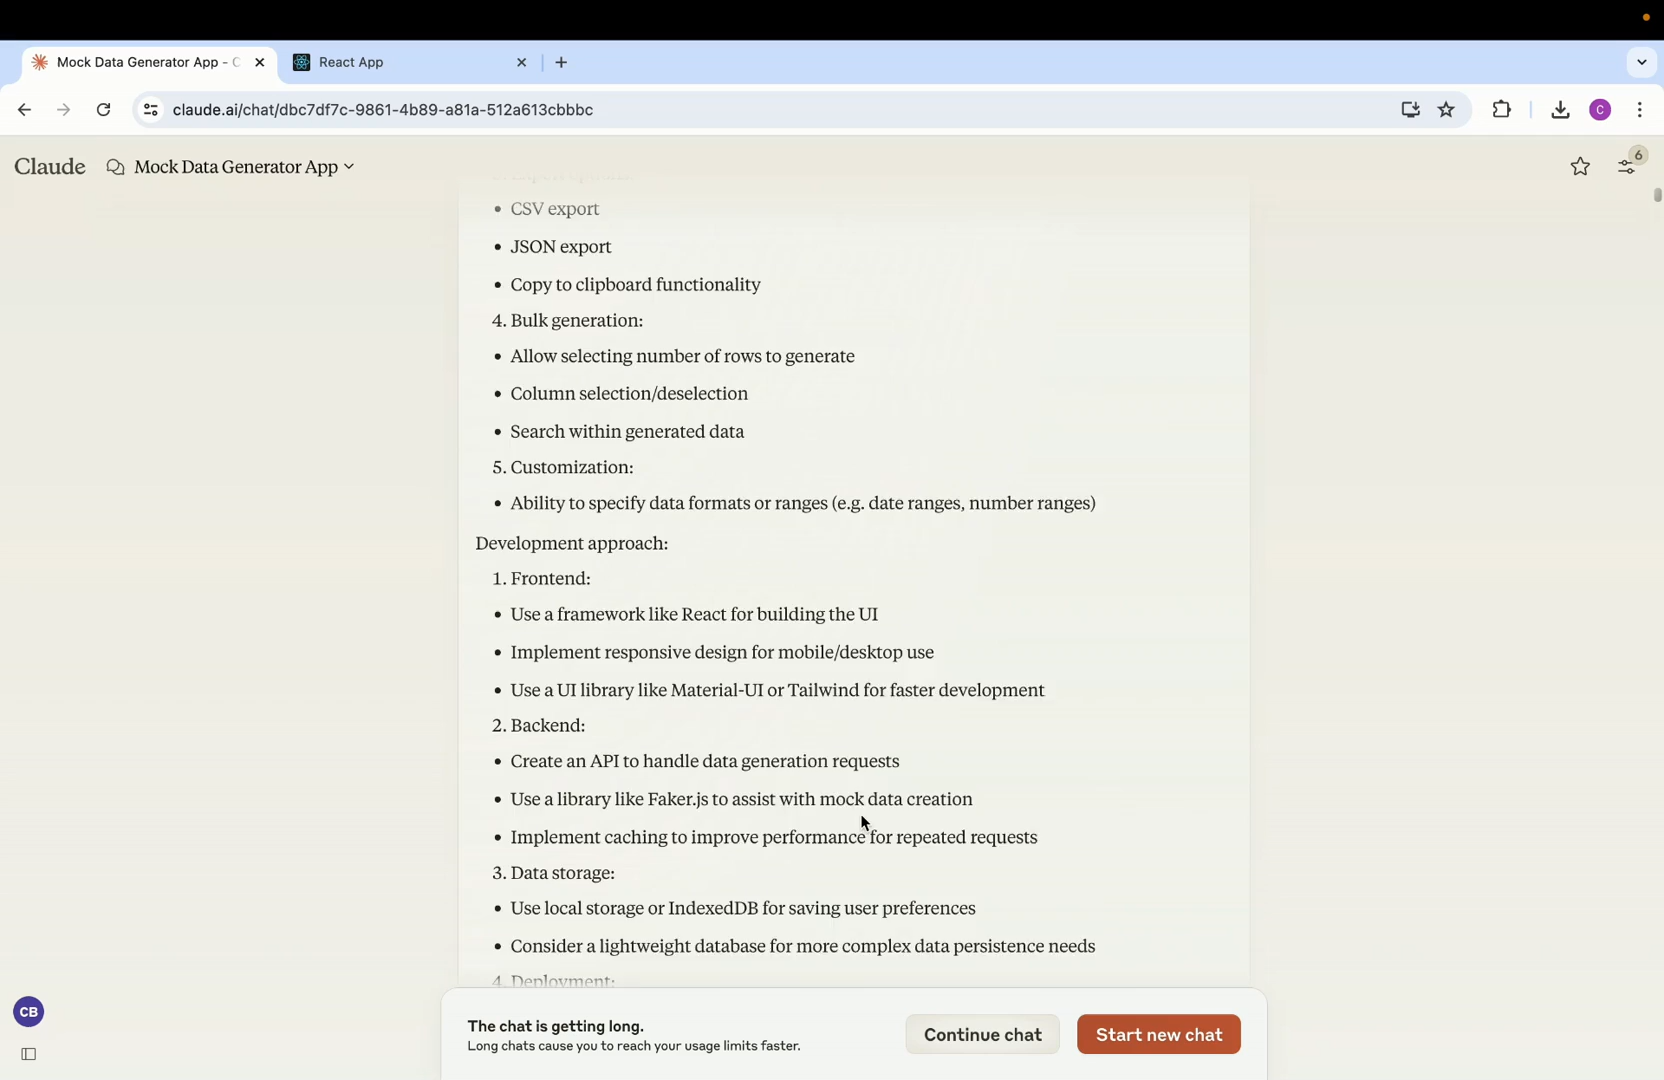 Mock Data Generator App - C
React App
claude.ai/chat/dbc7df7c-9861-4b89-a81a-512a613cbbbc
C
Claude
Mock Data Generator App
6
• CSV export
• JSON export
• Copy to clipboard functionality
4. Bulk generation:
• Allow selecting number of rows to generate
• Column selection/deselection
• Search within generated data
5. Customization:
• Ability to specify data formats or ranges (e.g. date ranges, number ranges)
Development approach:
1. Frontend:
• Use a framework like React for building the UI
• Implement responsive design for mobile/desktop use
• Use a UI library like Material-UI or Tailwind for faster development
2. Backend:
• Create an API to handle data generation requests
• Use a library like Faker.js to assist with mock data creation
• Implement caching to improve performance for repeated requests
3. Data storage:
• Use local storage or IndexedDB for saving user preferences
• Consider a lightweight database for more complex data persistence needs
4. Deployment:
CB
The chat is getting long.
Long chats cause you to reach your usage limits faster.
Continue chat
Start new chat